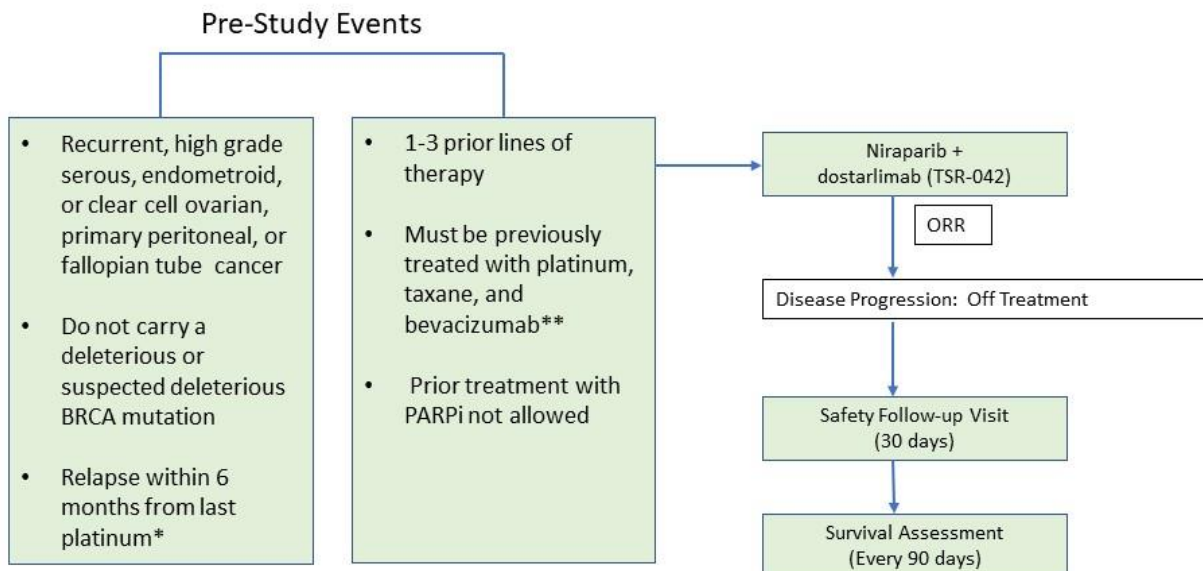 Pre-Study Events
• Recurrent, high grade
serous, endometroid,
or clear cell ovarian,
primary peritoneal, or
fallopian tube cancer
• Do not carry a
deleterious or
suspected deleterious
BRCA mutation
• Relapse within 6
months from last
platinum*
• 1-3 prior lines of
therapy
• Must be previously
treated with platinum,
taxane, and
bevacizumab**
• Prior treatment with
PARPi not allowed
Niraparib +
dostarlimab (TSR-042)
ORR
Disease Progression: Off Treatment
Safety Follow-up Visit
(30 days)
Survival Assessment
(Every 90 days)